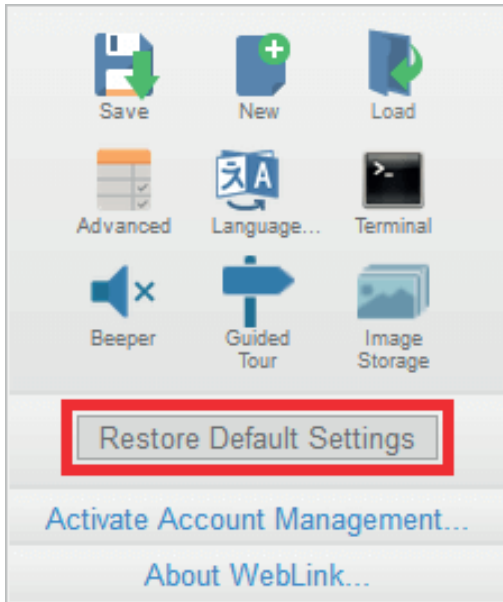 Save New Load
Advanced Language... Terminal
Beeper Guided Tour Image Storage
Restore Default Settings
Activate Account Management...
About WebLink...